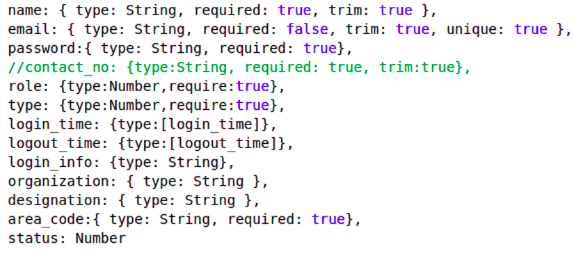 name: { type: String, required: true, trim: true },
email: { type: String, required: false, trim: true, unique: true },
password:{ type: String, required: true},
//contact_no: {type:String, required: true, trim:true},
role: {type:Number,require:true},
type: {type:Number,require:true},
login_time: {type:[login_time]},
logout_time: {type:[logout_time]},
login_info: {type: String},
organization: { type: String },
designation: { type: String },
area_code:{ type: String, required: true},
status: Number